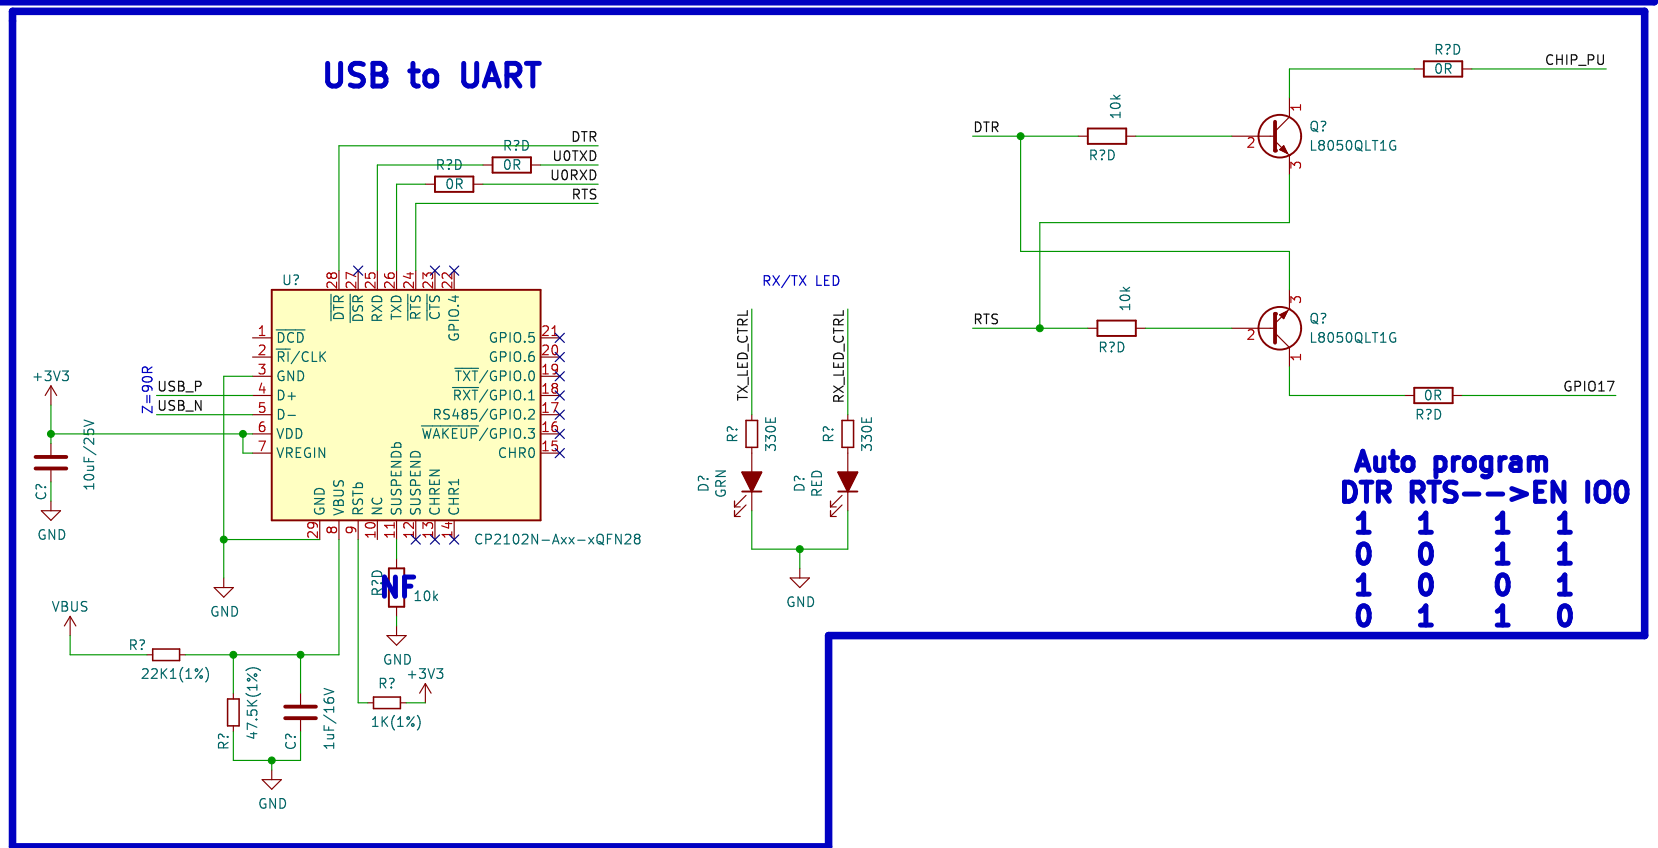 USB to UART
DTR
R?D
0R
U0TXD
R?D
0R
U0RXD
RTS
U?
28
27
25
26
24
23
22
DTR
DSR
RXD
TXD
RTS
CTS
GPIO.4
1 DCD
2 RI/CLK
3 GND
4 D+
5 D-
6 VDD
7 VREGIN
GPIO.5 21
GPIO.6 20
TXT/GPIO.0 19
RXT/GPIO.1 18
RS485/GPIO.2 17
WAKEUP/GPIO.3 16
CHR0 15
GND
VBUS
RSTb
NC
SUSPENDb
SUSPEND
CHREN
CHR1
29
8
9
10
11
12
13
14
CP2102N-Axx-xQFN28
+3V3
Z=90R
USB_P
USB_N
10uF/25V
C?
GND
GND
R?D
NF
10k
GND
VBUS
R?
22K1(1%)
47.5K(1%)
R?
C?
1uF/16V
GND
R?
+3V3
1K(1%)
RX/TX LED
TX_LED_CTRL
RX_LED_CTRL
R?
330E
R?
330E
D?
GRN
D?
RED
GND
DTR
10k
R?D
R?D
0R
CHIP_PU
1
2
3
Q?
L8050QLT1G
RTS
10k
R?D
3
2
1
Q?
L8050QLT1G
0R
R?D
GPIO17
Auto program
DTR RTS-->EN IO0
1 1 1 1
0 0 1 1
1 0 0 1
0 1 1 0